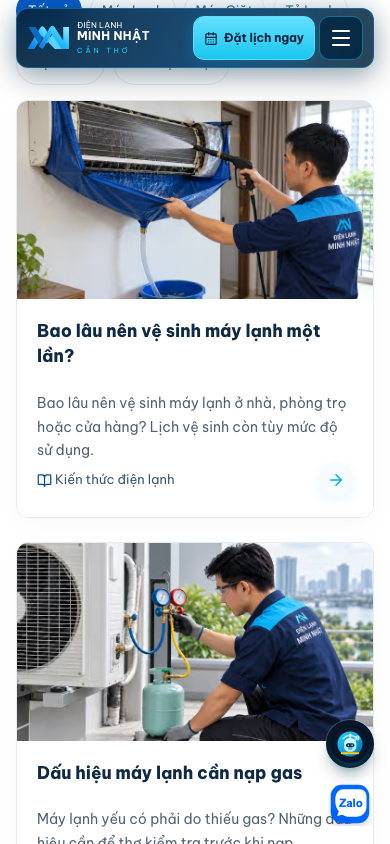 ĐIỆN LẠNH
MINH NHẬT
CẦN THƠ
Đặt lịch ngay
ĐIỆN LẠNH
MINH NHẬT
Bao lâu nên vệ sinh máy lạnh một
lần?
Bao lâu nên vệ sinh máy lạnh ở nhà, phòng trọ
hoặc cửa hàng? Lịch vệ sinh còn tùy mức độ
sử dụng.
Kiến thức điện lạnh
ĐIỆN LẠNH
MINH NHẬT
Dấu hiệu máy lạnh cần nạp gas
Zalo
Máy lạnh yếu có phải do thiếu gas? Những
hiệu cần để thợ kiểm tra trước khi nạp